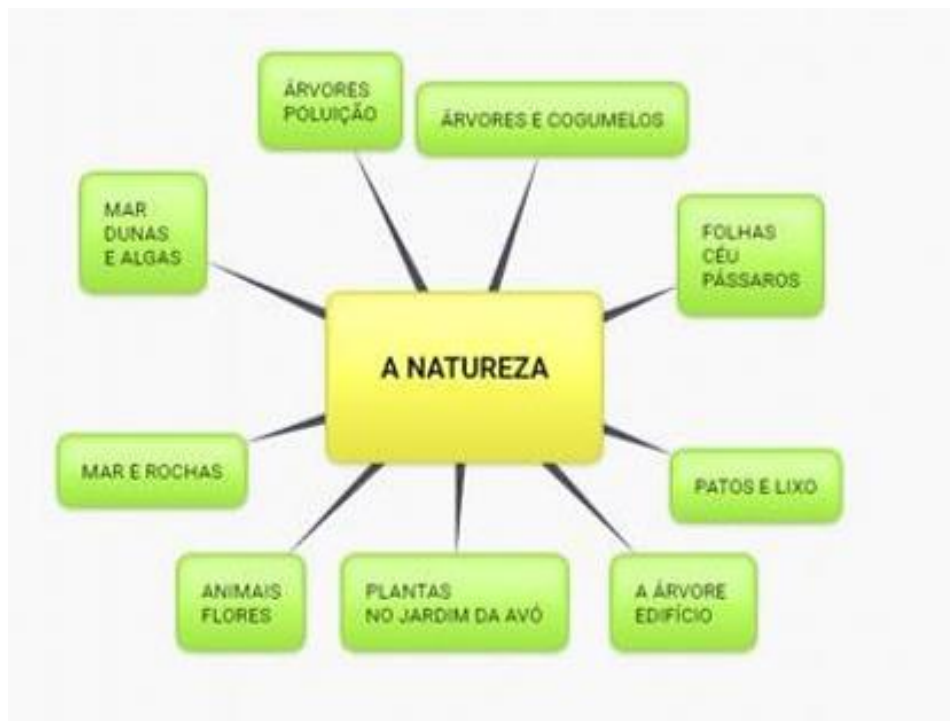 ÁRVORES
POLUIÇÃO
ÁRVORES E COGUMELOS
MAR
DUNAS
E ALGAS
FOLHAS
CÉU
PÁSSAROS
A NATUREZA
MAR E ROCHAS
PATOS E LIXO
ANIMAIS
FLORES
PLANTAS
NO JARDIM DA AVÓ
A ÁRVORE
EDIFÍCIO